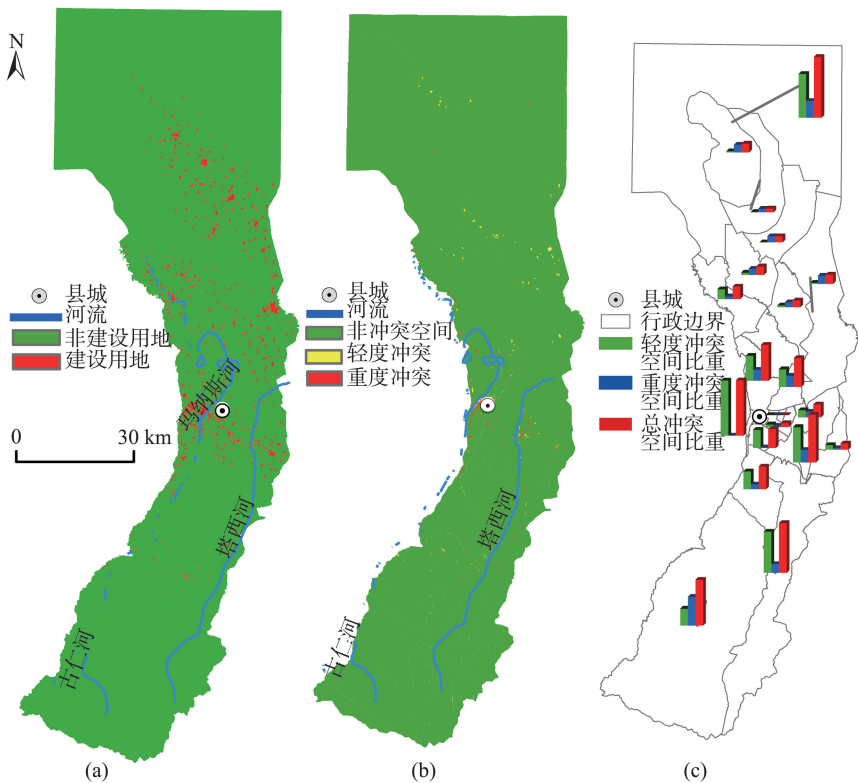 N
县城
河流
非建设用地
建设用地
0 30 km
玛纳斯河
塔西河
古仁河
(a)
县城
河流
非冲突空间
轻度冲突
重度冲突
塔西河
古仁河
(b)
县城
行政边界
轻度冲突
空间比重
重度冲突
空间比重
总冲突
空间比重
(c)